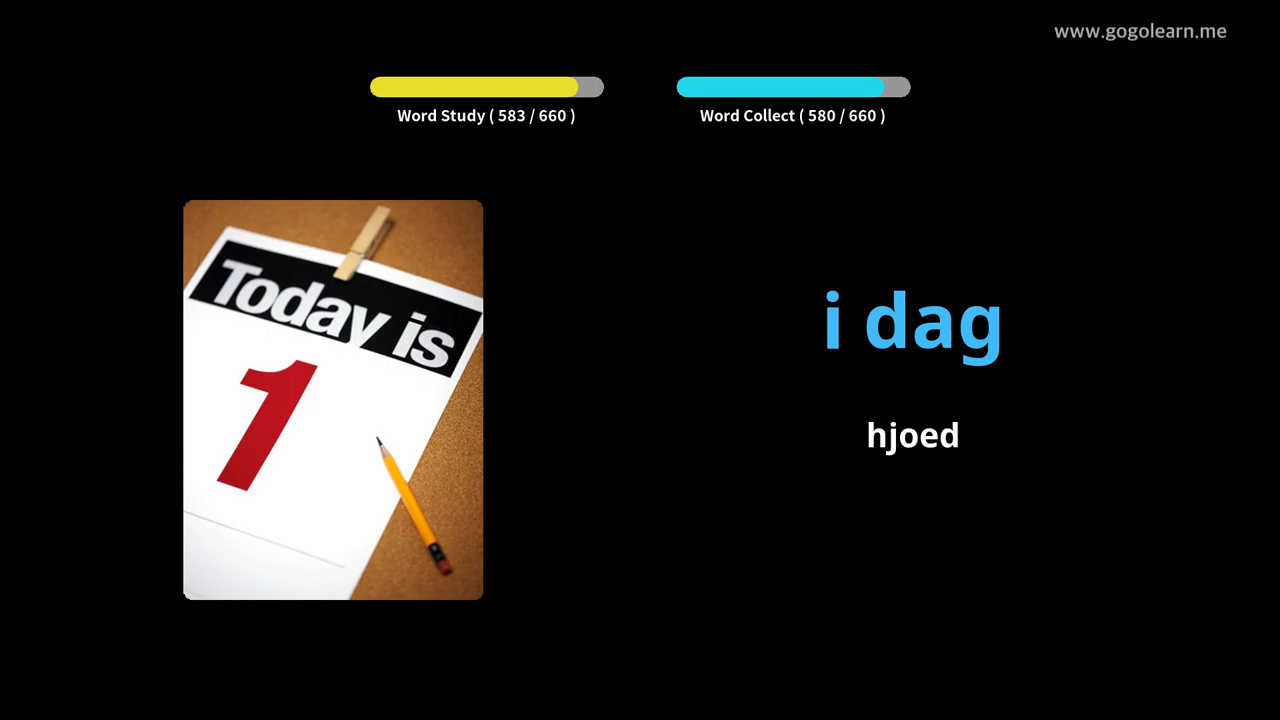 www.gogolearn.me
Word Study ( 583 / 660 )
Word Collect ( 580 / 660 )
Today is
1
i dag
hjoed